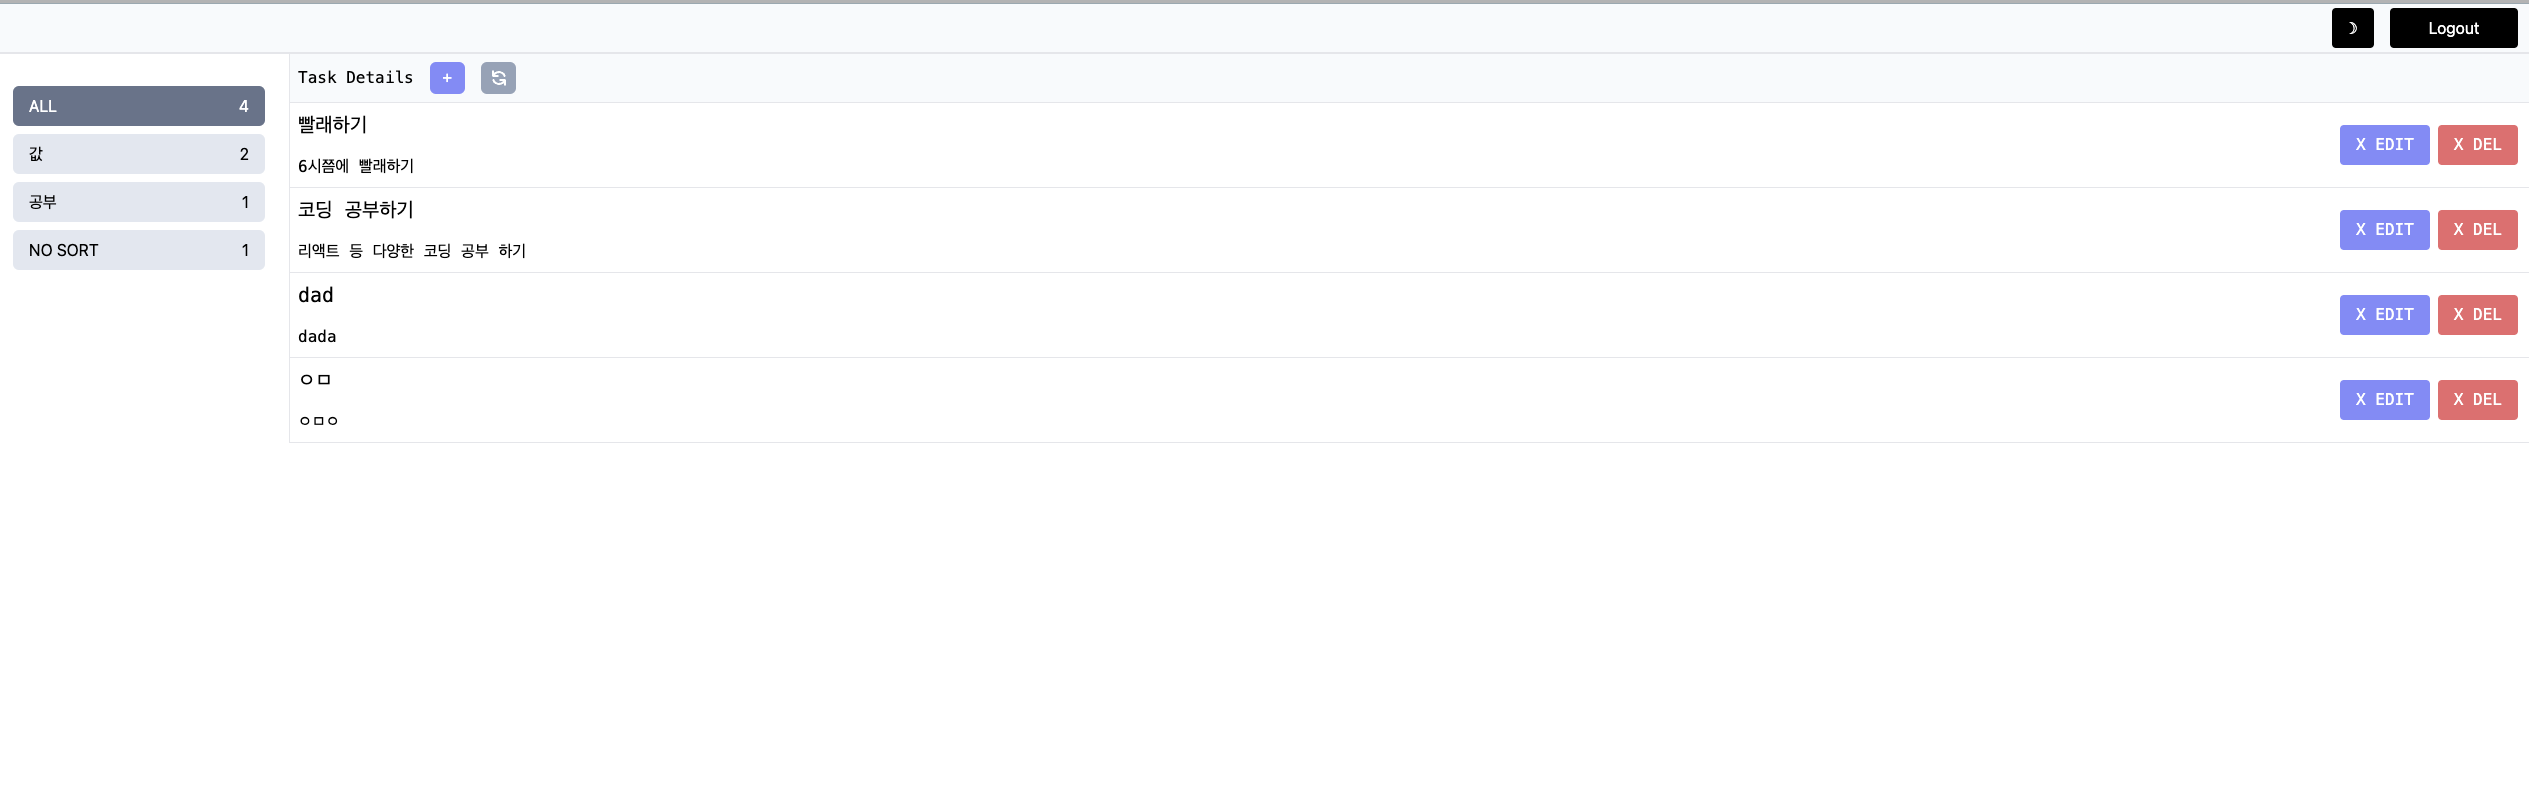 Logout
ALL 4
값 2
공부 1
NO SORT 1
Task Details +
빨래하기
6시쯤에 빨래하기
X EDIT X DEL
코딩 공부하기
리액트 등 다양한 코딩 공부 하기
X EDIT X DEL
dad
dada
X EDIT X DEL
ㅇㅁ
ㅇㅁㅇ
X EDIT X DEL